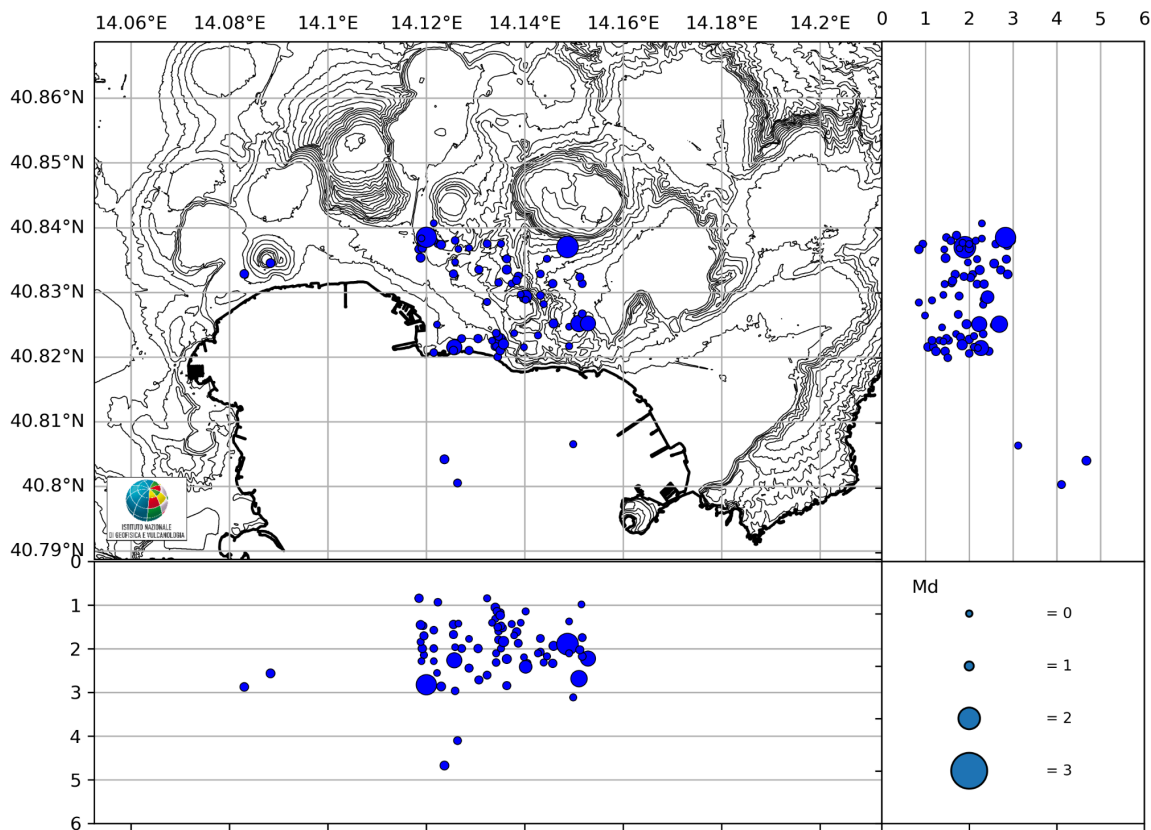 14.06°E 14.08°E 14.1°E 14.12°E 14.14°E 14.16°E 14.18°E 14.2°E 0 1 2 3 4 5 6
40.86°N
40.85°N
40.84°N
40.83°N
40.82°N
40.81°N
40.8°N
40.79°N
ISTITUTO NAZIONALE
DI GEOFISICA E VULCANOLOGIA
0
1
2
3
4
5
6
Md
= 0
= 1
= 2
= 3